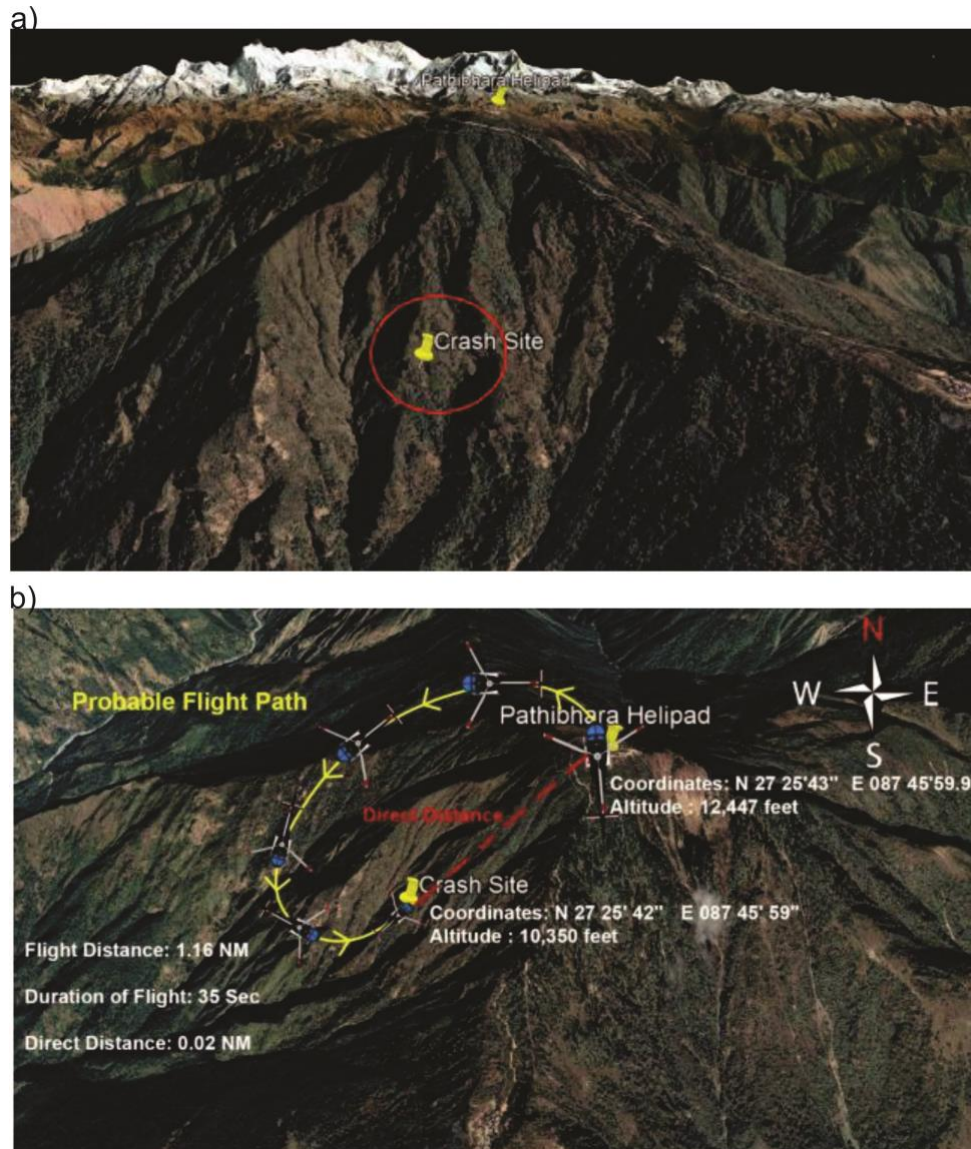 a)
Pathibhara Helipad
Crash Site
b)
N
Probable Flight Path
W E
Pathibhara Helipad
S
Coordinates: N 27 25'43" E 087 45'59.9
Altitude : 12,447 feet
Direct Distance
Crash Site
Coordinates: N 27 25' 42" E 087 45' 59"
Altitude : 10,350 feet
Flight Distance: 1.16 NM
Duration of Flight: 35 Sec
Direct Distance: 0.02 NM